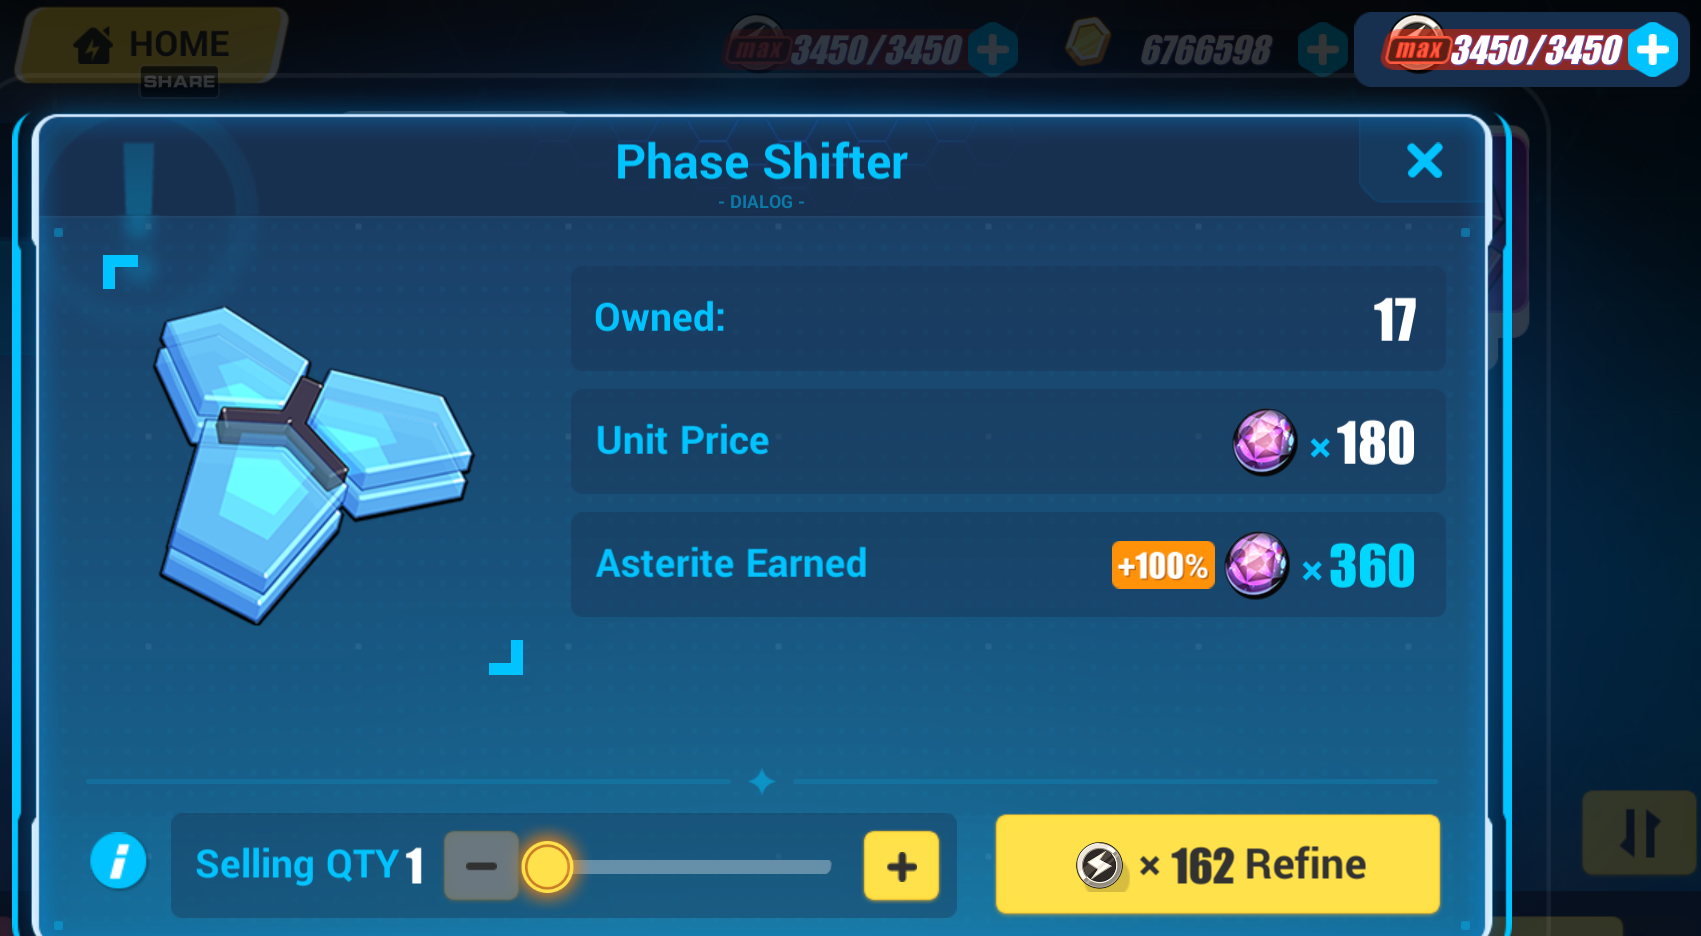 HOME
SHARE
max 3450/3450
6766598
max 3450/3450
Phase Shifter
- DIALOG -
Owned: 17
Unit Price ×180
Asterite Earned +100% ×360
Selling QTY 1
× 162 Refine